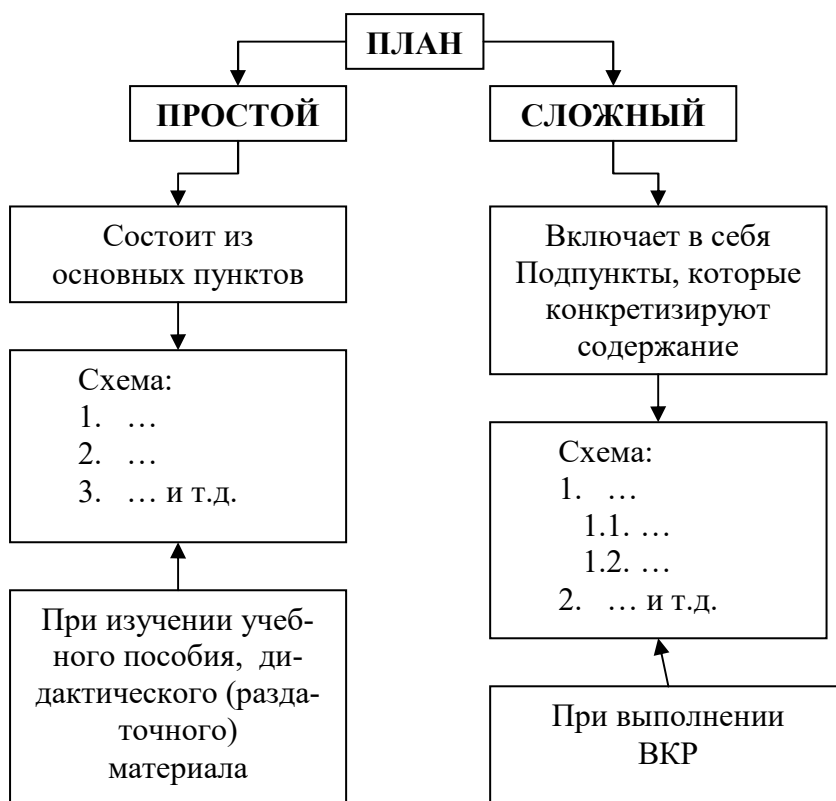 ПЛАН
ПРОСТОЙ
СЛОЖНЫЙ
Состоит из
основных пунктов
Включает в себя
Подпункты, которые
конкретизируют
содержание
Схема:
1. …
2. …
3. … и т.д.
Схема:
1. …
1.1. …
1.2. …
2. … и т.д.
При изучении учеб-
ного пособия, ди-
дактического (разда-
точного)
материала
При выполнении
ВКР